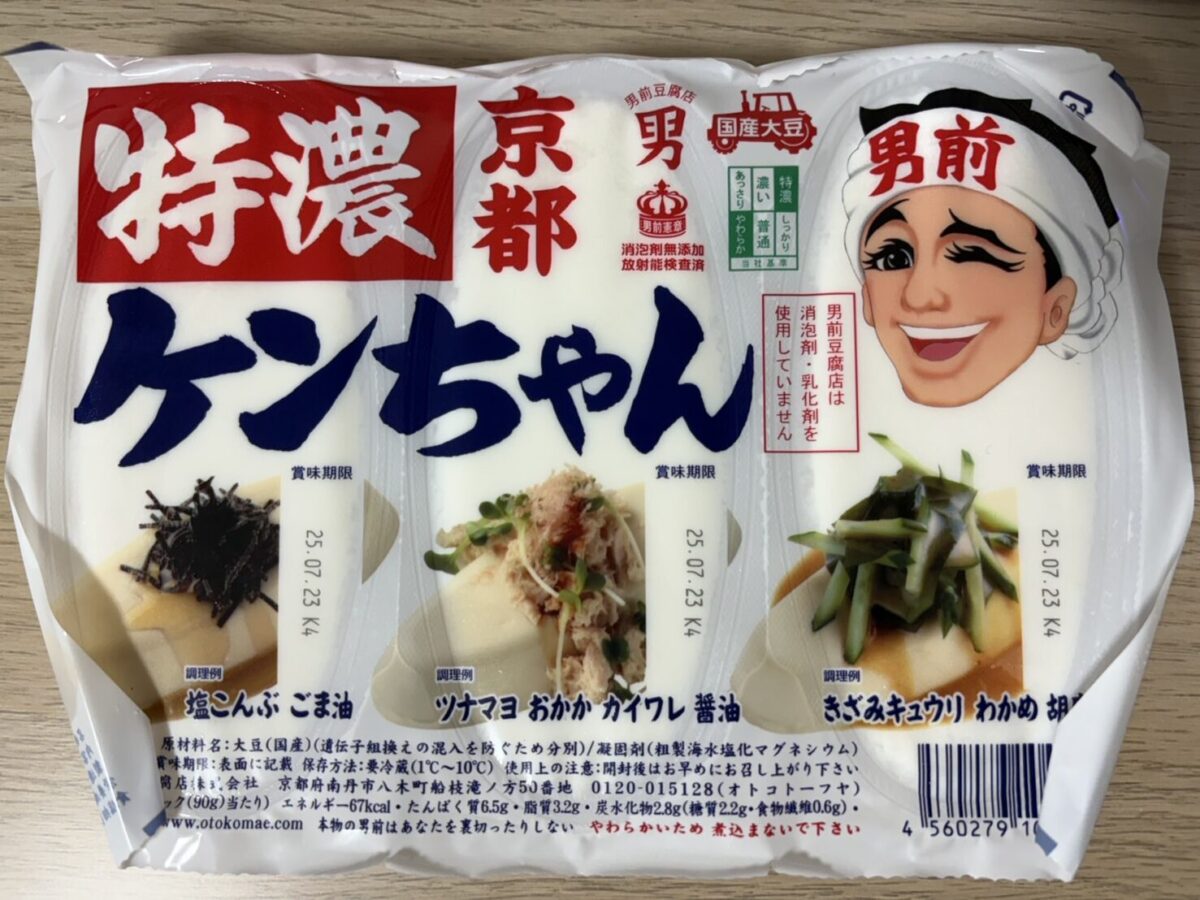 特濃
京都
男前豆腐店
男
男前憲章
消泡剤無添加
放射能検査済
国産大豆
特濃
濃い
あっさり
しっかり
普通
やわらか
当社基準
男前
ケンちゃん
男前豆腐店は
消泡剤・乳化剤を
使用していません
賞味期限
25.07.23 K4
賞味期限
25.07.23 K4
賞味期限
25.07.23 K4
調理例
塩こんぶ ごま油
調理例
ツナマヨ おかか カイワレ 醤油
調理例
きざみキュウリ わかめ 胡
原材料名:大豆(国産)(遺伝子組換えの混入を防ぐため分別)/凝固剤(粗製海水塩化マグネシウム)
賞味期限:表面に記載 保存方法:要冷蔵(1℃〜10℃) 使用上の注意:開封後はお早めにお召し上がり下さい
腐店株式会社 京都府南丹市八木町船枝滝ノ方50番地 0120-015128(オトコトーフヤ)
ック(90g)当たり) エネルギー67kcal・たんぱく質6.5g・脂質3.2g・炭水化物2.8g(糖質2.2g・食物繊維0.6g)・
www.otokomae.com 本物の男前はあなたを裏切ったりしない やわらかいため 煮込まないで下さい
4 560279 10